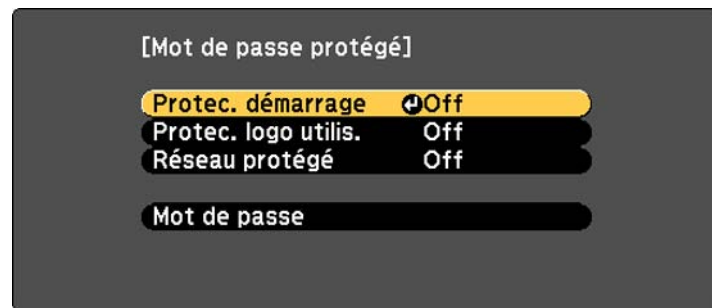 [Mot de passe protégé]
Protec. démarrage Off
Protec. logo utilis. Off
Réseau protégé Off
Mot de passe